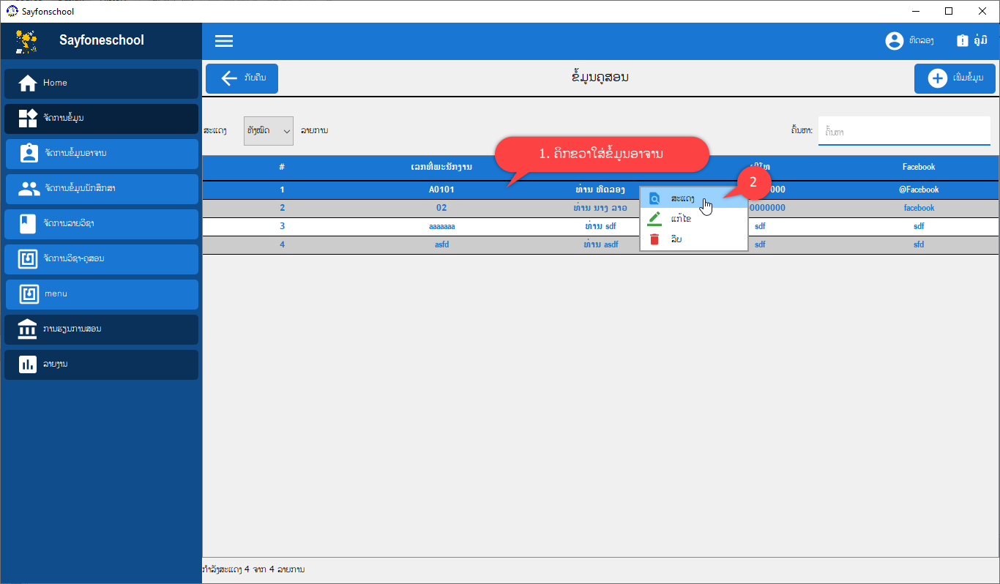 Sayfonschool
Sayfoneschool
ທົດລອງ
ຄູ່ມື
Home
ຈັດການຂໍ້ມູນ
ຈັດການຂໍ້ມູນອາຈານ
ຈັດການຂໍ້ມູນນັກສຶກສາ
ຈັດການລາຍວິຊາ
ຈັດການວິຊາ-ຄູສອນ
menu
ການຮຽນການສອນ
ລາຍງານ
ກັບຄືນ
ຂໍ້ມູນຄູສອນ
ເພີ່ມຂໍ້ມູນ
ສະແດງ ທັງໝົດ ລາຍການ
ຄົ້ນຫາ: ຄົ້ນຫາ
1. ຄິກຂວາໃສ່ຂໍ້ມູນອາຈານ
# ເລກທີ່ພະນັກງານ Facebook
1 A0101 ທ່ານ ທົດລອງ 000 @Facebook
2 02 ທ່ານ ນາງ ລາວ 0000000 facebook
3 aaaaaaa ທ່ານ sdf sdf sdf
4 asfd ທ່ານ asdf sdf sfd
2
ສະແດງ
ແກ້ໄຂ
ລຶບ
ກຳລັງສະແດງ 4 ຈາກ 4 ລາຍການ